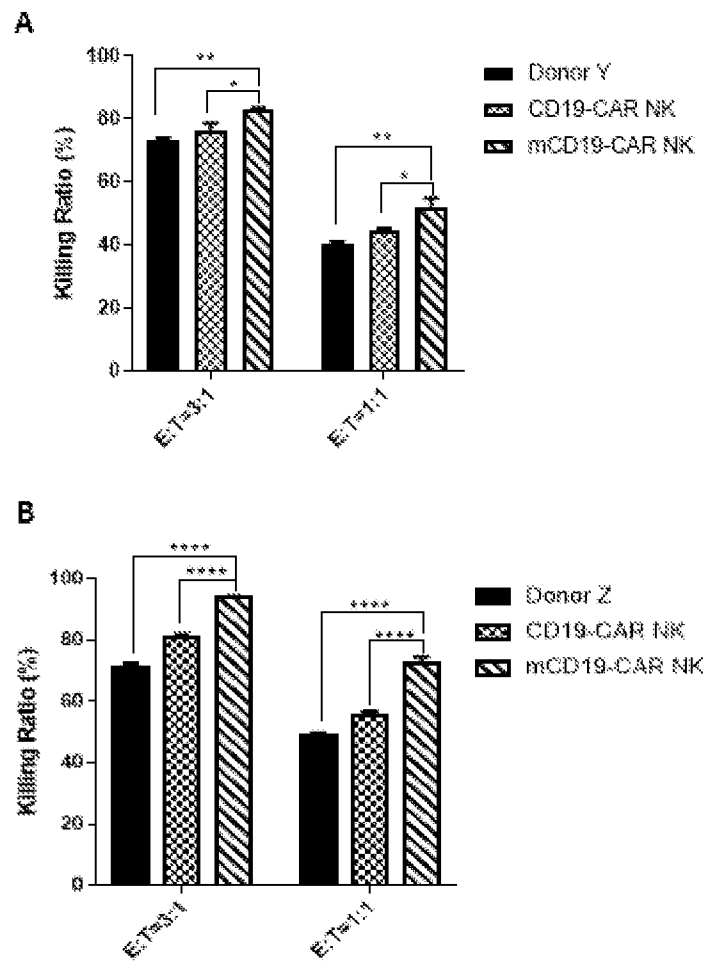 A
**
*
**
*
100
80
60
40
20
0
Killing Ratio (%)
E:T=3:1
E:T=1:1
Donor Y
CD19-CAR NK
mCD19-CAR NK
B
****
****
****
****
100
80
60
40
20
0
Killing Ratio (%)
E:T=3:1
E:T=1:1
Donor Z
CD19-CAR NK
mCD19-CAR NK